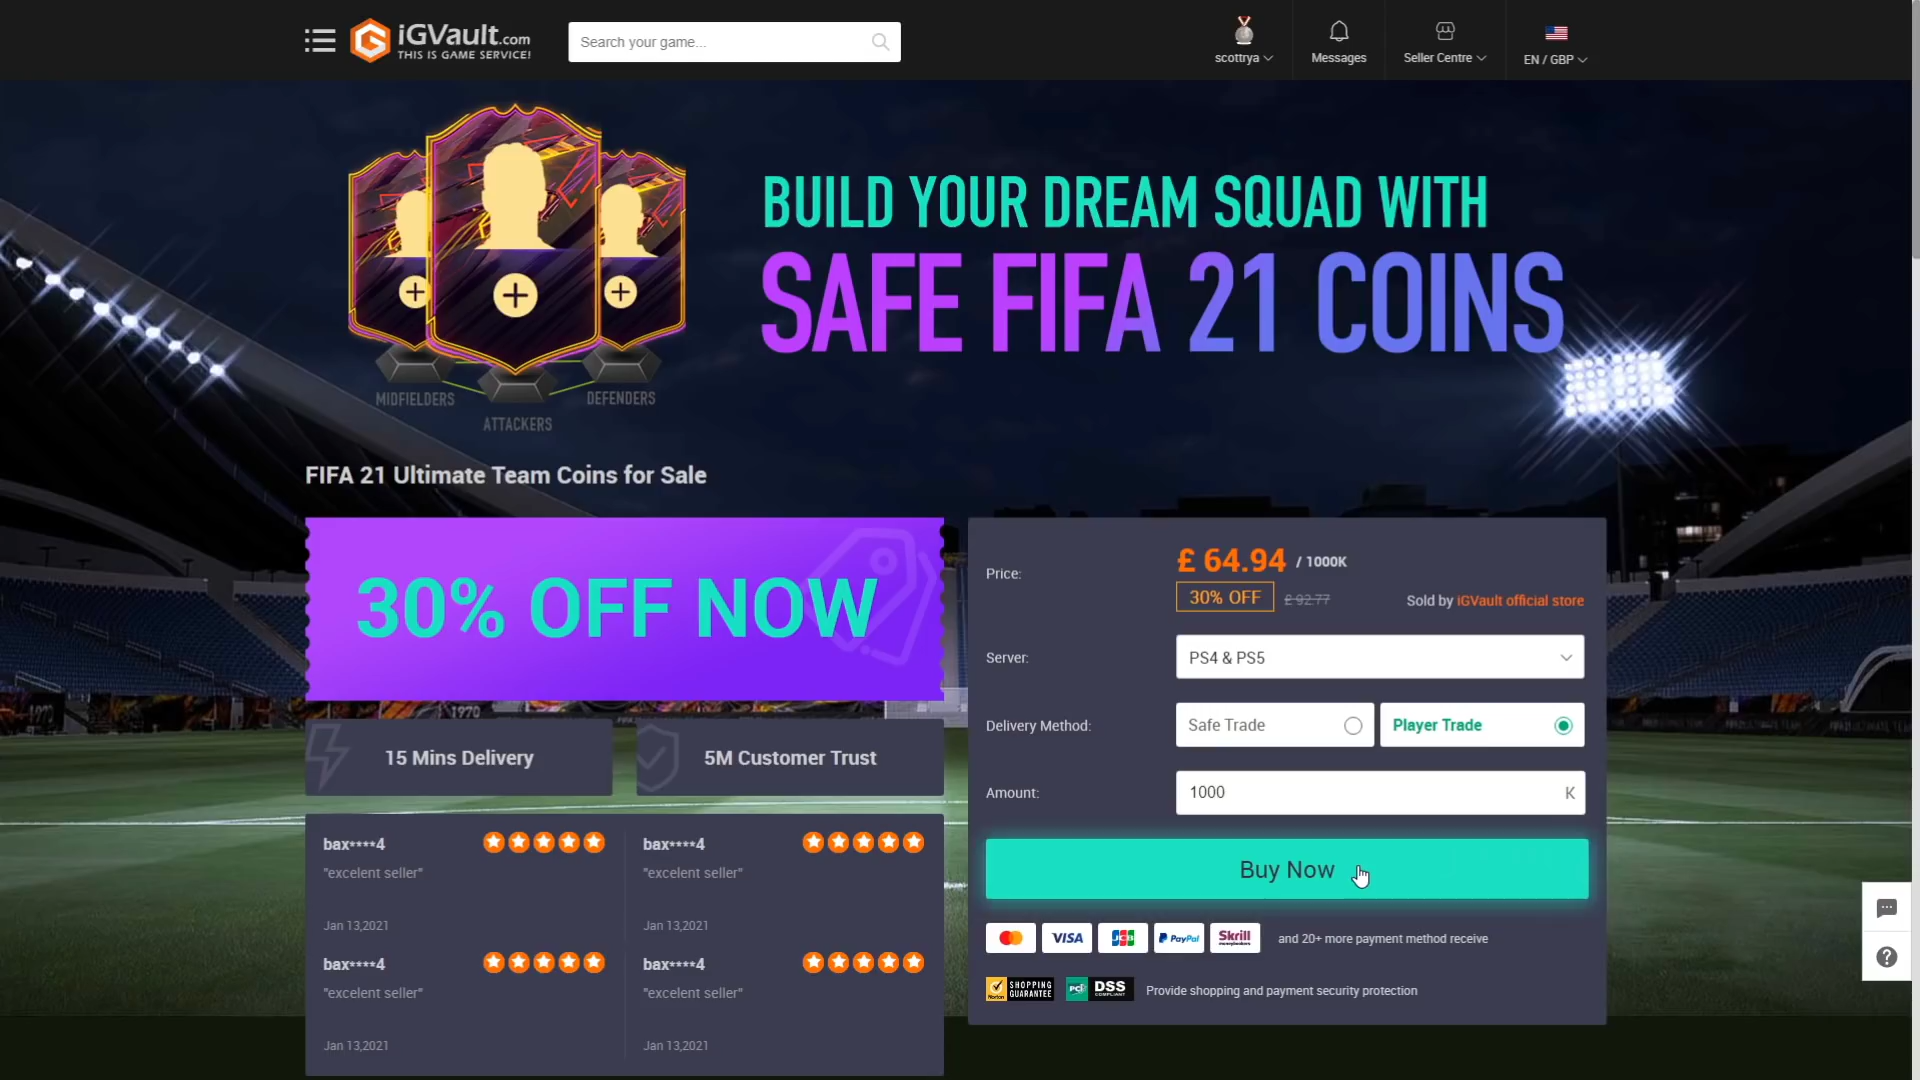 iGVault.com
THIS IS GAME SERVICE!
Search your game...
scottrya
Messages
Seller Centre
EN / GBP
BUILD YOUR DREAM SQUAD WITH
SAFE FIFA 21 COINS
MIDFIELDERS
ATTACKERS
DEFENDERS
FIFA 21 Ultimate Team Coins for Sale
30% OFF NOW
1970
15 Mins Delivery
5M Customer Trust
bax****4
"excelent seller"
Jan 13,2021
bax****4
"excelent seller"
Jan 13,2021
bax****4
"excelent seller"
Jan 13,2021
bax****4
"excelent seller"
Jan 13,2021
Price:
£ 64.94 / 1000K
30% OFF £ 92.77
Sold by iGVault official store
Server:
PS4 & PS5
Delivery Method:
Safe Trade
Player Trade
Amount:
1000 K
Buy Now
VISA
JCB
PayPal
Skrill
and 20+ more payment method receive
Norton
SHOPPING
GUARANTEE
PCI
DSS
COMPLIANT
Provide shopping and payment security protection